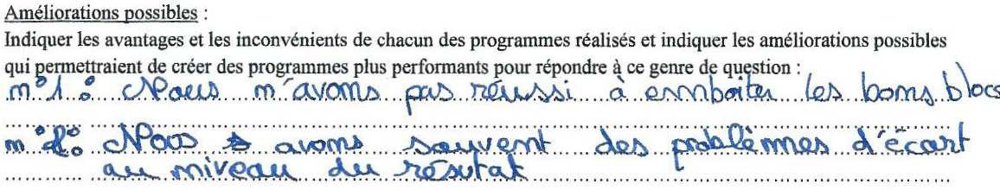 Améliorations possibles :
Indiquer les avantages et les inconvénients de chacun des programmes réalisés et indiquer les améliorations possibles
qui permettraient de créer des programmes plus performants pour répondre à ce genre de question :
n°1 : Nous n'avons pas réussi à emboiter les bons blocs
n°2 : Nous avons souvent des problèmes d'écart
au niveau du résutat